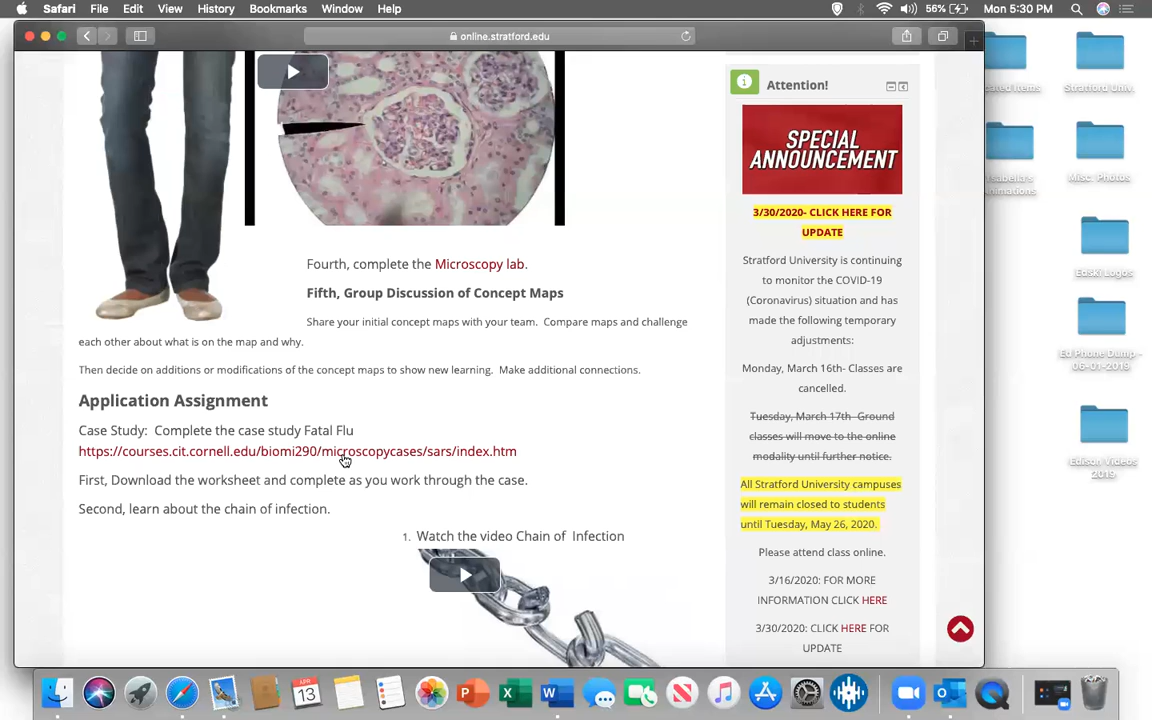 Safari File Edit View History Bookmarks Window Help
56% Mon 5:30 PM
online.stratford.edu
Fourth, complete the Microscopy lab.
Fifth, Group Discussion of Concept Maps
Share your initial concept maps with your team. Compare maps and challenge
each other about what is on the map and why.
Then decide on additions or modifications of the concept maps to show new learning. Make additional connections.
Application Assignment
Case Study: Complete the case study Fatal Flu
https://courses.cit.cornell.edu/biomi290/microscopycases/sars/index.htm
First, Download the worksheet and complete as you work through the case.
Second, learn about the chain of infection.
1. Watch the video Chain of Infection
Attention!
SPECIAL
ANNOUNCEMENT
3/30/2020- CLICK HERE FOR
UPDATE
Stratford University is continuing
to monitor the COVID-19
(Coronavirus) situation and has
made the following temporary
adjustments:
Monday, March 16th- Classes are
cancelled.
Tuesday, March 17th- Ground
classes will move to the online
modality until further notice.
All Stratford University campuses
will remain closed to students
until Tuesday, May 26, 2020.
Please attend class online.
3/16/2020: FOR MORE
INFORMATION CLICK HERE
3/30/2020: CLICK HERE FOR
UPDATE
Items
Stratford Univ.
Misc. Photos
Edski Logos
Ed Phone Dump -
06-01-2019
Edison Videos
2019
APR
13